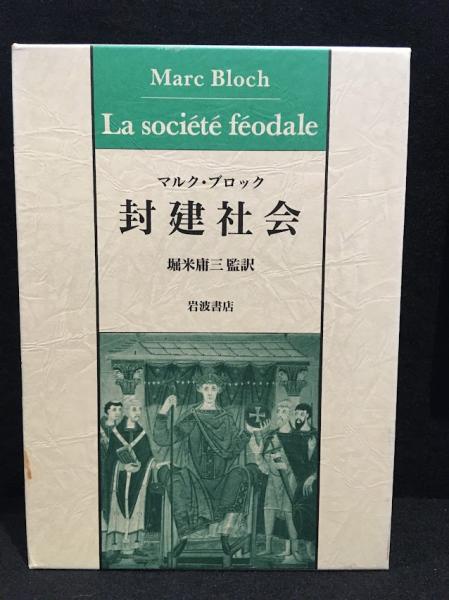 Marc Bloch
La société féodale
マルク・ブロック
封建社会
堀米庸三監訳
岩波書店